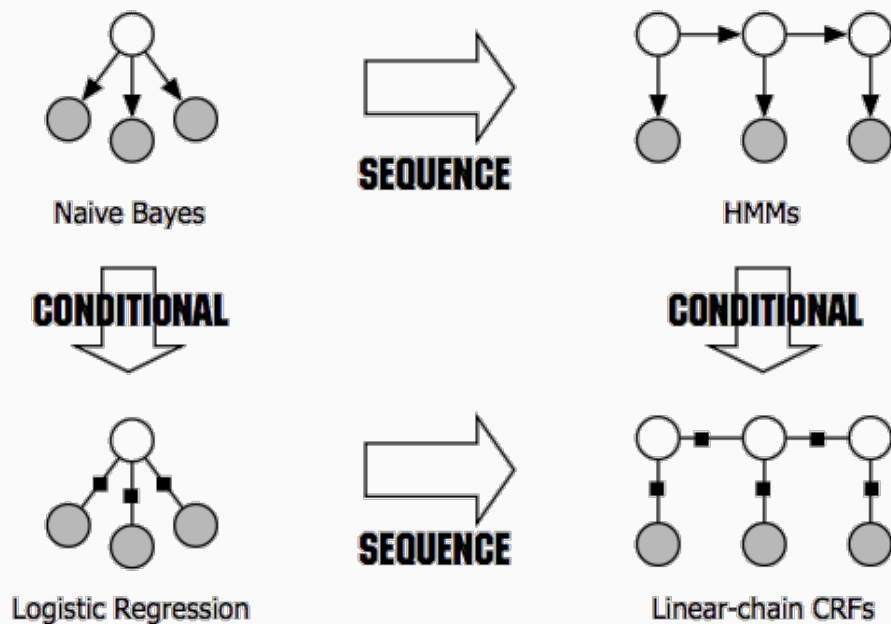 SEQUENCE
Naive Bayes
HMMs
CONDITIONAL
CONDITIONAL
SEQUENCE
Logistic Regression
Linear-chain CRFs